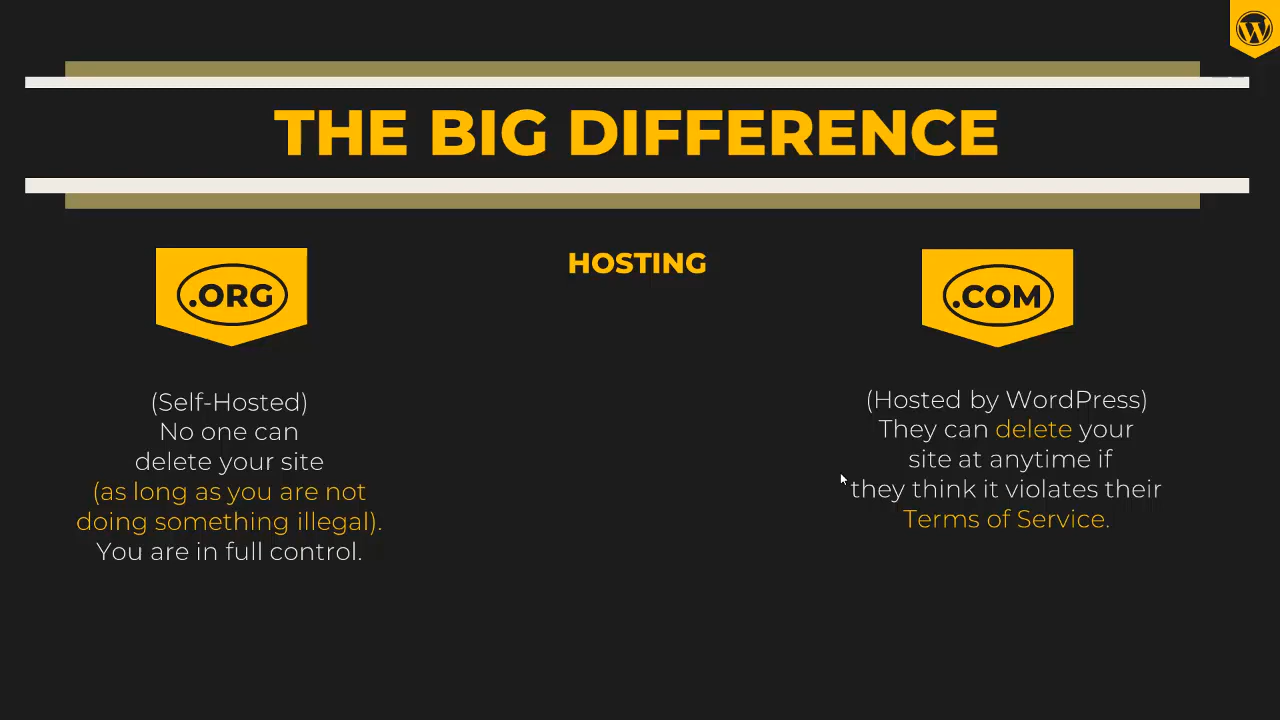 THE BIG DIFFERENCE
HOSTING
.ORG
(Self-Hosted)
No one can
delete your site
(as long as you are not
doing something illegal).
You are in full control.
.COM
(Hosted by WordPress)
They can delete your
site at anytime if
they think it violates their
Terms of Service.